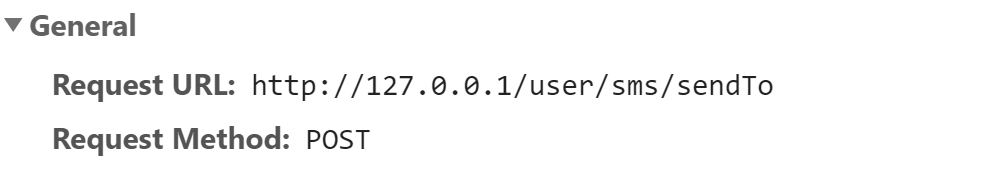 General
Request URL: http://127.0.0.1/user/sms/sendTo
Request Method: POST